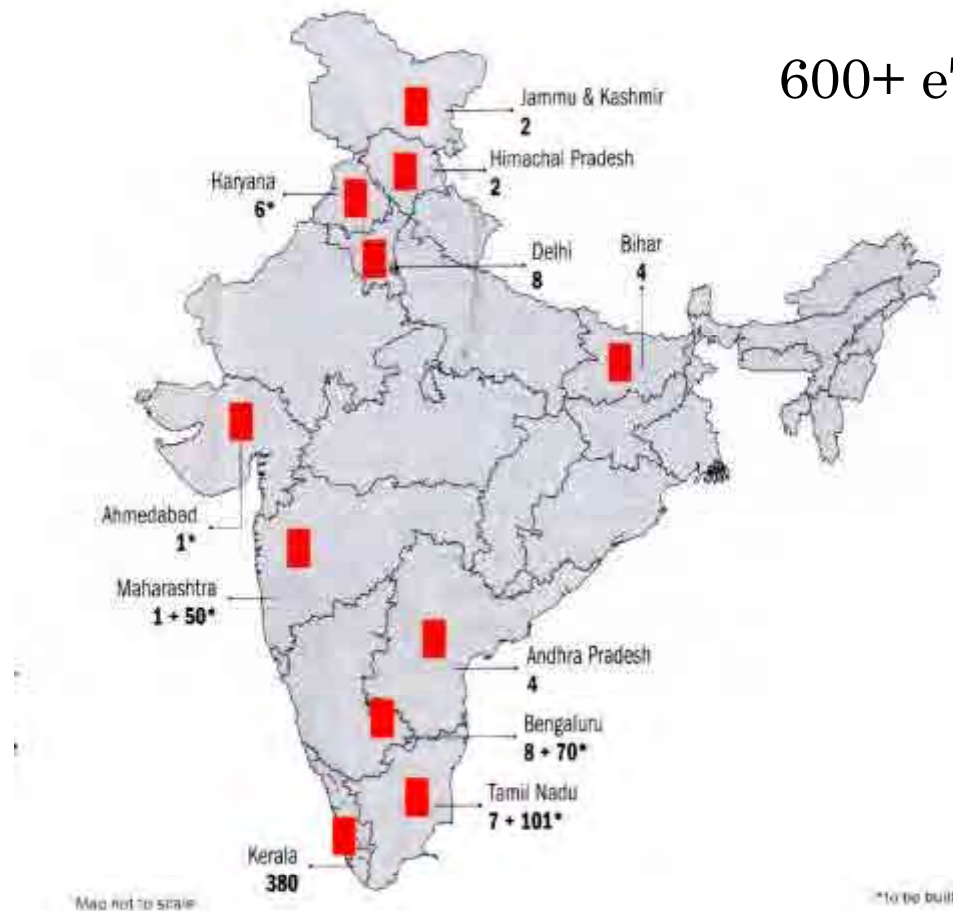 600+ e'
Jammu & Kashmir
2
Himachal Pradesh
2
Haryana
6*
Delhi
8
Bihar
4
Ahmedabad
1*
Maharashtra
1 + 50*
Andhra Pradesh
4
Bengaluru
8 + 70*
Tamil Nadu
7 + 101*
Kerala
380
Map not to scale
*to be buil